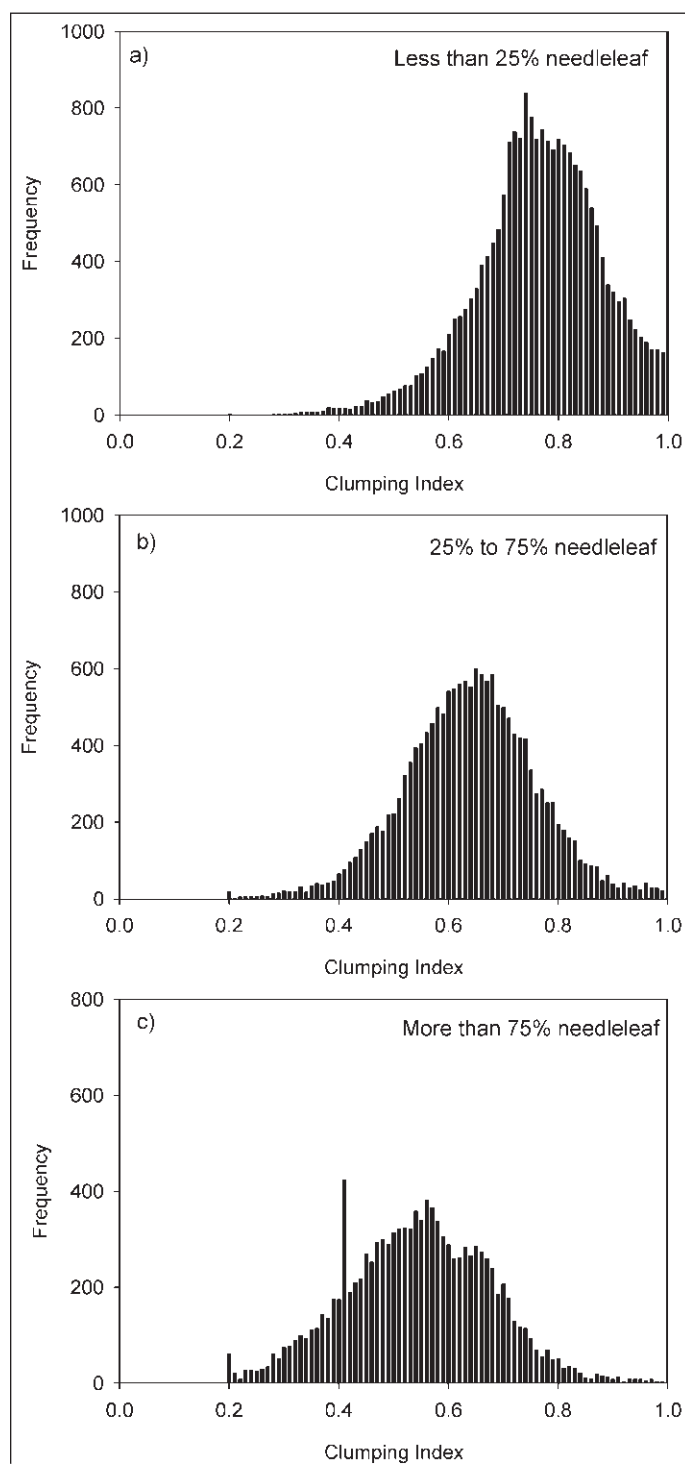 a)
Less than 25% needleleaf
1000
800
600
400
200
0
Frequency
0.0 0.2 0.4 0.6 0.8 1.0
Clumping Index
b)
25% to 75% needleleaf
1000
800
600
400
200
0
Frequency
0.0 0.2 0.4 0.6 0.8 1.0
Clumping Index
c)
More than 75% needleleaf
800
600
400
200
0
Frequency
0.0 0.2 0.4 0.6 0.8 1.0
Clumping Index